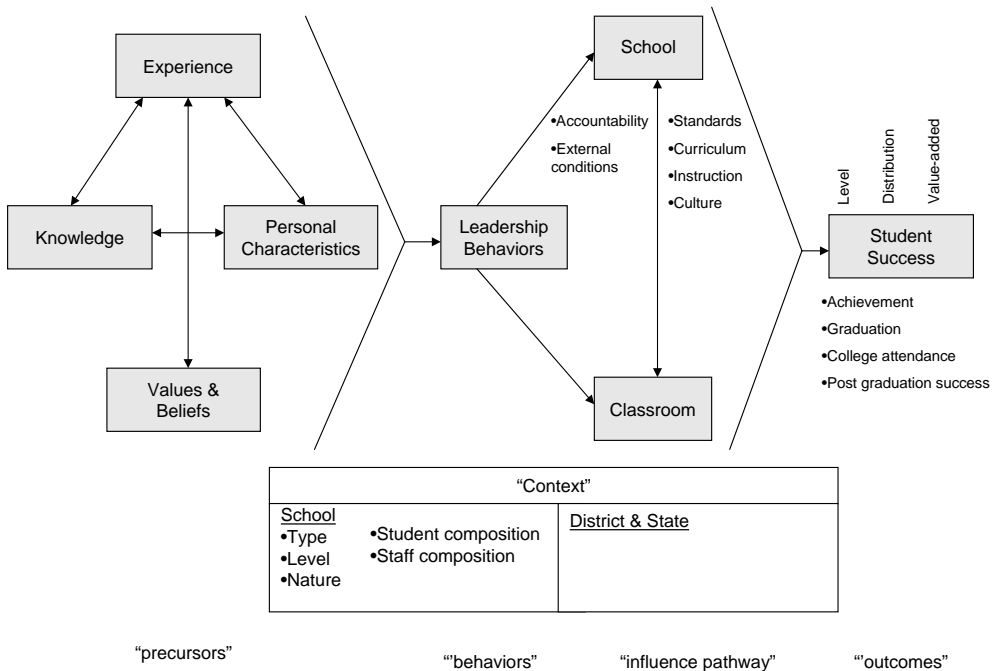 Experience
Knowledge
Personal
Characteristics
Values &
Beliefs
Leadership
Behaviors
School
•Accountability
•External
conditions
•Standards
•Curriculum
•Instruction
•Culture
Classroom
Level
Distribution
Value-added
Student
Success
•Achievement
•Graduation
•College attendance
•Post graduation success
“Context”
School
•Type
•Level
•Nature
•Student composition
•Staff composition
District & State
“precursors”
“’behaviors”
“influence pathway”
“’outcomes”